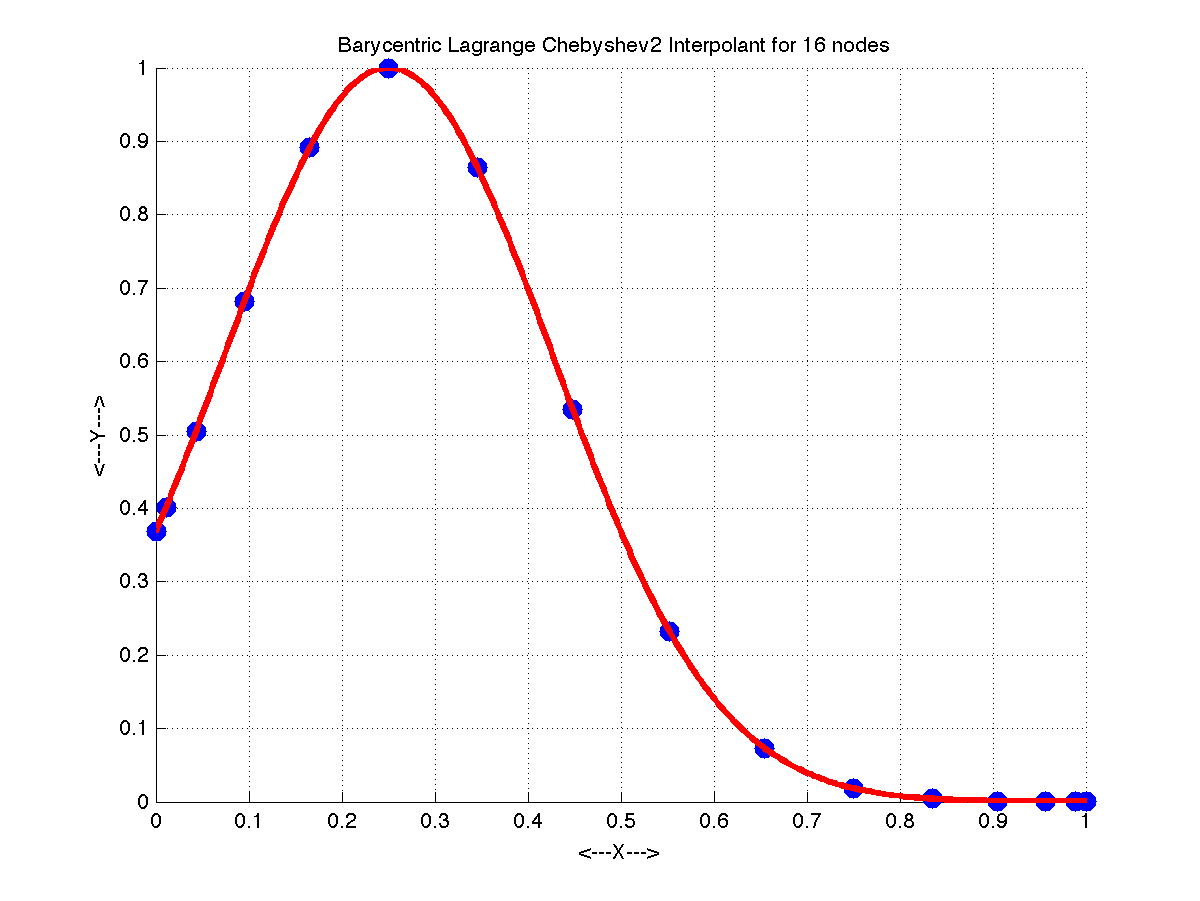 Barycentric Lagrange Chebyshev2 Interpolant for 16 nodes
1
0.9
0.8
0.7
0.6
0.5
0.4
0.3
0.2
0.1
0
<---Y--->
0 0.1 0.2 0.3 0.4 0.5 0.6 0.7 0.8 0.9 1
<---X--->